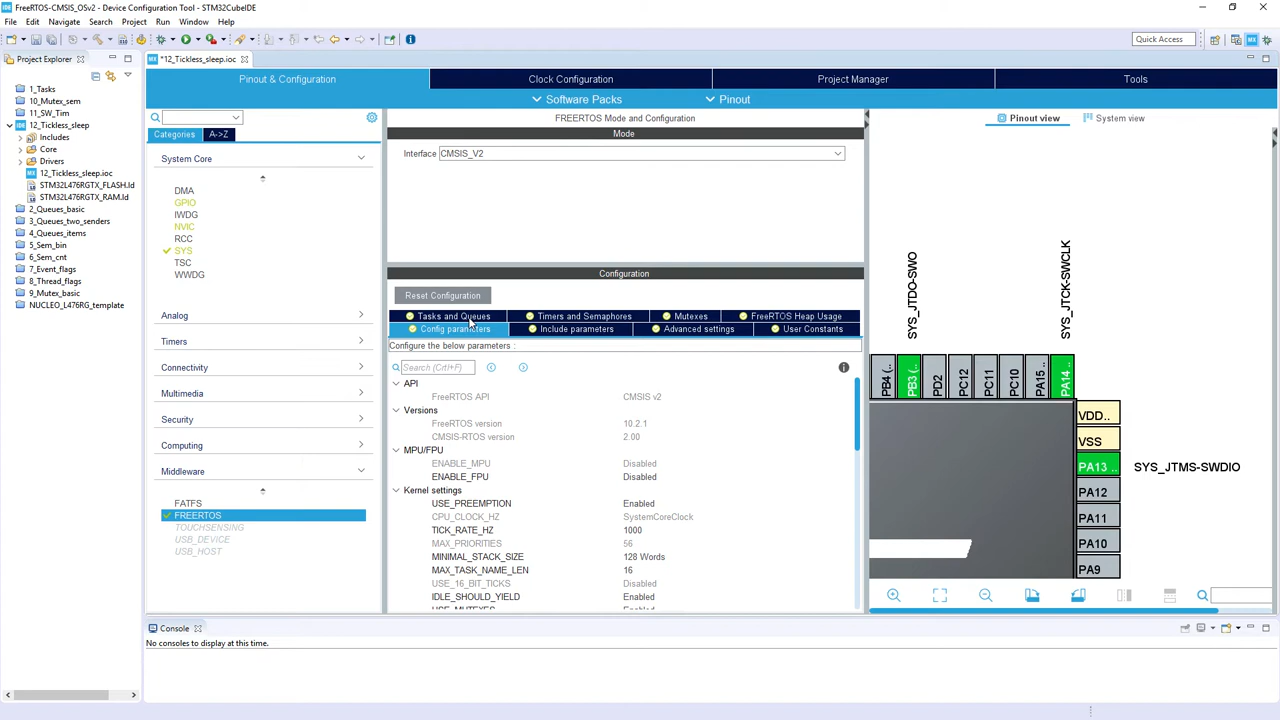 IDE FreeRTOS-CMSIS_OSv2 - Device Configuration Tool - STM32CubeIDE
File Edit Navigate Search Project Run Window Help
Quick Access
Project Explorer
1_Tasks
10_Mutex_sem
11_SW_Tim
12_Tickless_sleep
Includes
Core
Drivers
MX 12_Tickless_sleep.ioc
STM32L476RGTX_FLASH.ld
STM32L476RGTX_RAM.ld
2_Queues_basic
3_Queues_two_senders
4_Queues_items
5_Sem_bin
6_Sem_cnt
7_Event_flags
8_Thread_flags
9_Mutex_basic
NUCLEO_L476RG_template
MX *12_Tickless_sleep.ioc
Pinout & Configuration
Clock Configuration
Project Manager
Tools
Software Packs
Pinout
Categories
A->Z
System Core
DMA
GPIO
IWDG
NVIC
RCC
SYS
TSC
WWDG
Analog
Timers
Connectivity
Multimedia
Security
Computing
Middleware
FATFS
FREERTOS
TOUCHSENSING
USB_DEVICE
USB_HOST
FREERTOS Mode and Configuration
Mode
Interface CMSIS_V2
Configuration
Reset Configuration
Tasks and Queues
Timers and Semaphores
Mutexes
FreeRTOS Heap Usage
Config parameters
Include parameters
Advanced settings
User Constants
Configure the below parameters :
Search (Crtl+F)
API
FreeRTOS API CMSIS v2
Versions
FreeRTOS version 10.2.1
CMSIS-RTOS version 2.00
MPU/FPU
ENABLE_MPU Disabled
ENABLE_FPU Disabled
Kernel settings
USE_PREEMPTION Enabled
CPU_CLOCK_HZ SystemCoreClock
TICK_RATE_HZ 1000
MAX_PRIORITIES 56
MINIMAL_STACK_SIZE 128 Words
MAX_TASK_NAME_LEN 16
USE_16_BIT_TICKS Disabled
IDLE_SHOULD_YIELD Enabled
USE_MUTEXES Enabled
Pinout view
System view
SYS_JTDO-SWO
SYS_JTCK-SWCLK
PB4 (..
PB3 (..
PD2
PC12
PC11
PC10
PA15..
PA14 ..
VDD..
VSS
PA13 ..
SYS_JTMS-SWDIO
PA12
PA11
PA10
PA9
Console
No consoles to display at this time.